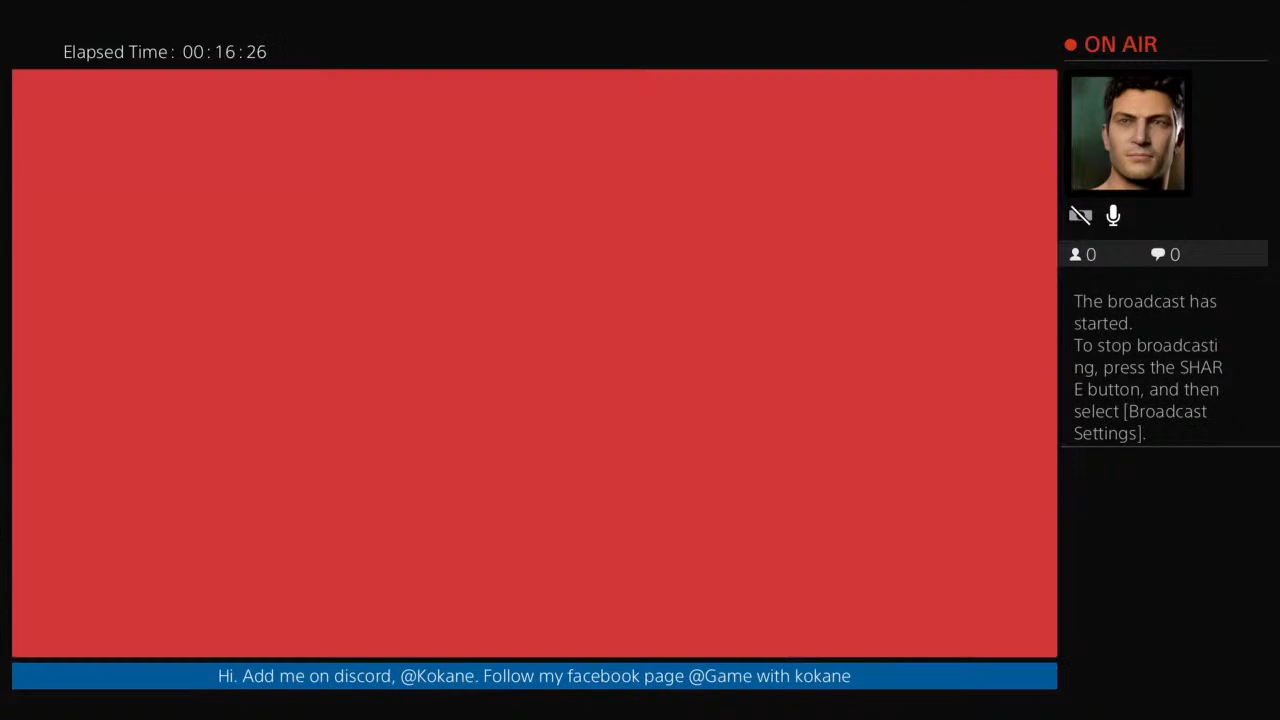 Elapsed Time: 00:16:26
ON AIR
0 0
The broadcast has
started.
To stop broadcasti
ng, press the SHAR
E button, and then
select [Broadcast
Settings].
Hi. Add me on discord, @Kokane. Follow my facebook page @Game with kokane